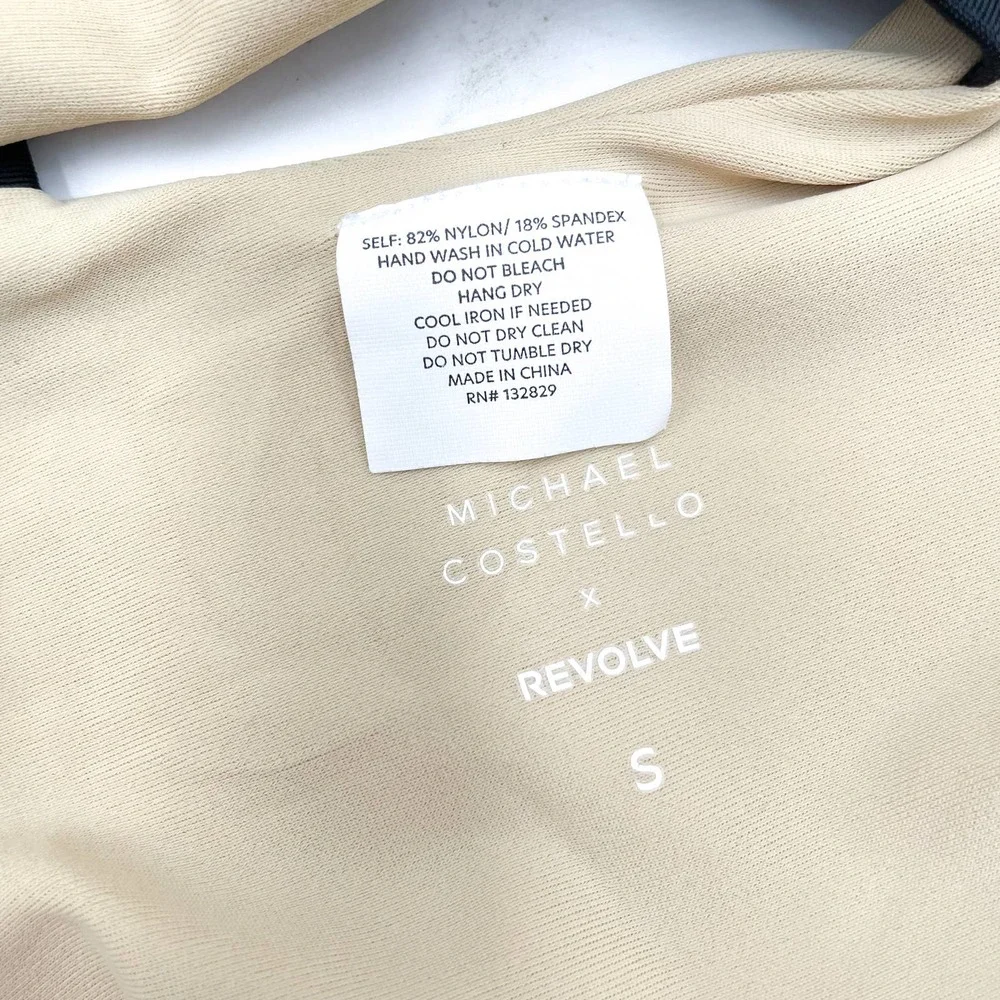 SELF: 82% NYLON/ 18% SPANDEX
HAND WASH IN COLD WATER
DO NOT BLEACH
HANG DRY
COOL IRON IF NEEDED
DO NOT DRY CLEAN
DO NOT TUMBLE DRY
MADE IN CHINA
RN# 132829
MICHAEL
COSTELLO
x
REVOLVE
S